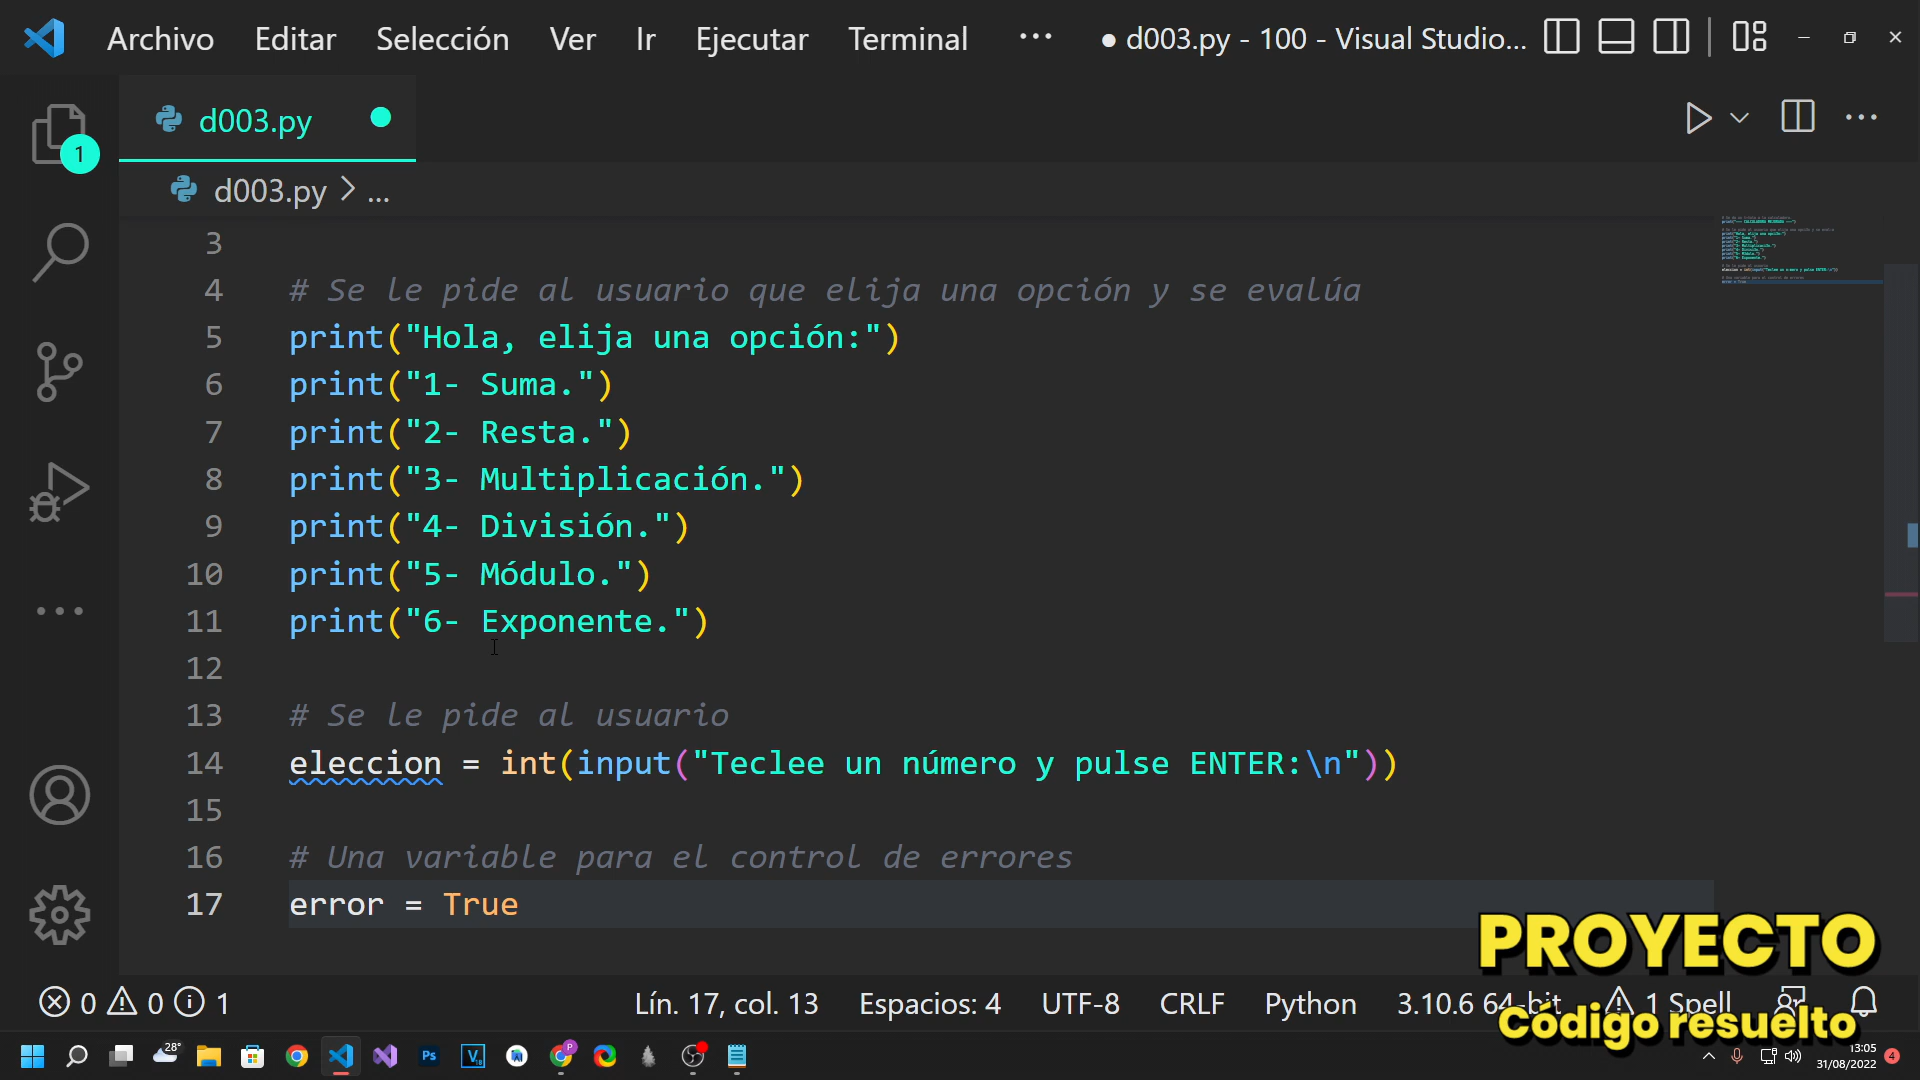 Archivo Editar Selección Ver Ir Ejecutar Terminal ··· ● d003.py - 100 - Visual Studio...
d003.py
1
d003.py > ...
3
4 # Se le pide al usuario que elija una opción y se evalúa
5 print("Hola, elija una opción:")
6 print("1- Suma.")
7 print("2- Resta.")
8 print("3- Multiplicación.")
9 print("4- División.")
10 print("5- Módulo.")
11 print("6- Exponente.")
12
13 # Se le pide al usuario
14 eleccion = int(input("Teclee un número y pulse ENTER:\n"))
15
16 # Una variable para el control de errores
17 error = True
PROYECTO
Código resuelto
0 0 1 Lín. 17, col. 13 Espacios: 4 UTF-8 CRLF Python 3.10.6 64-bit 1 Spell
28°
Ps
P
13:05
31/08/2022
4